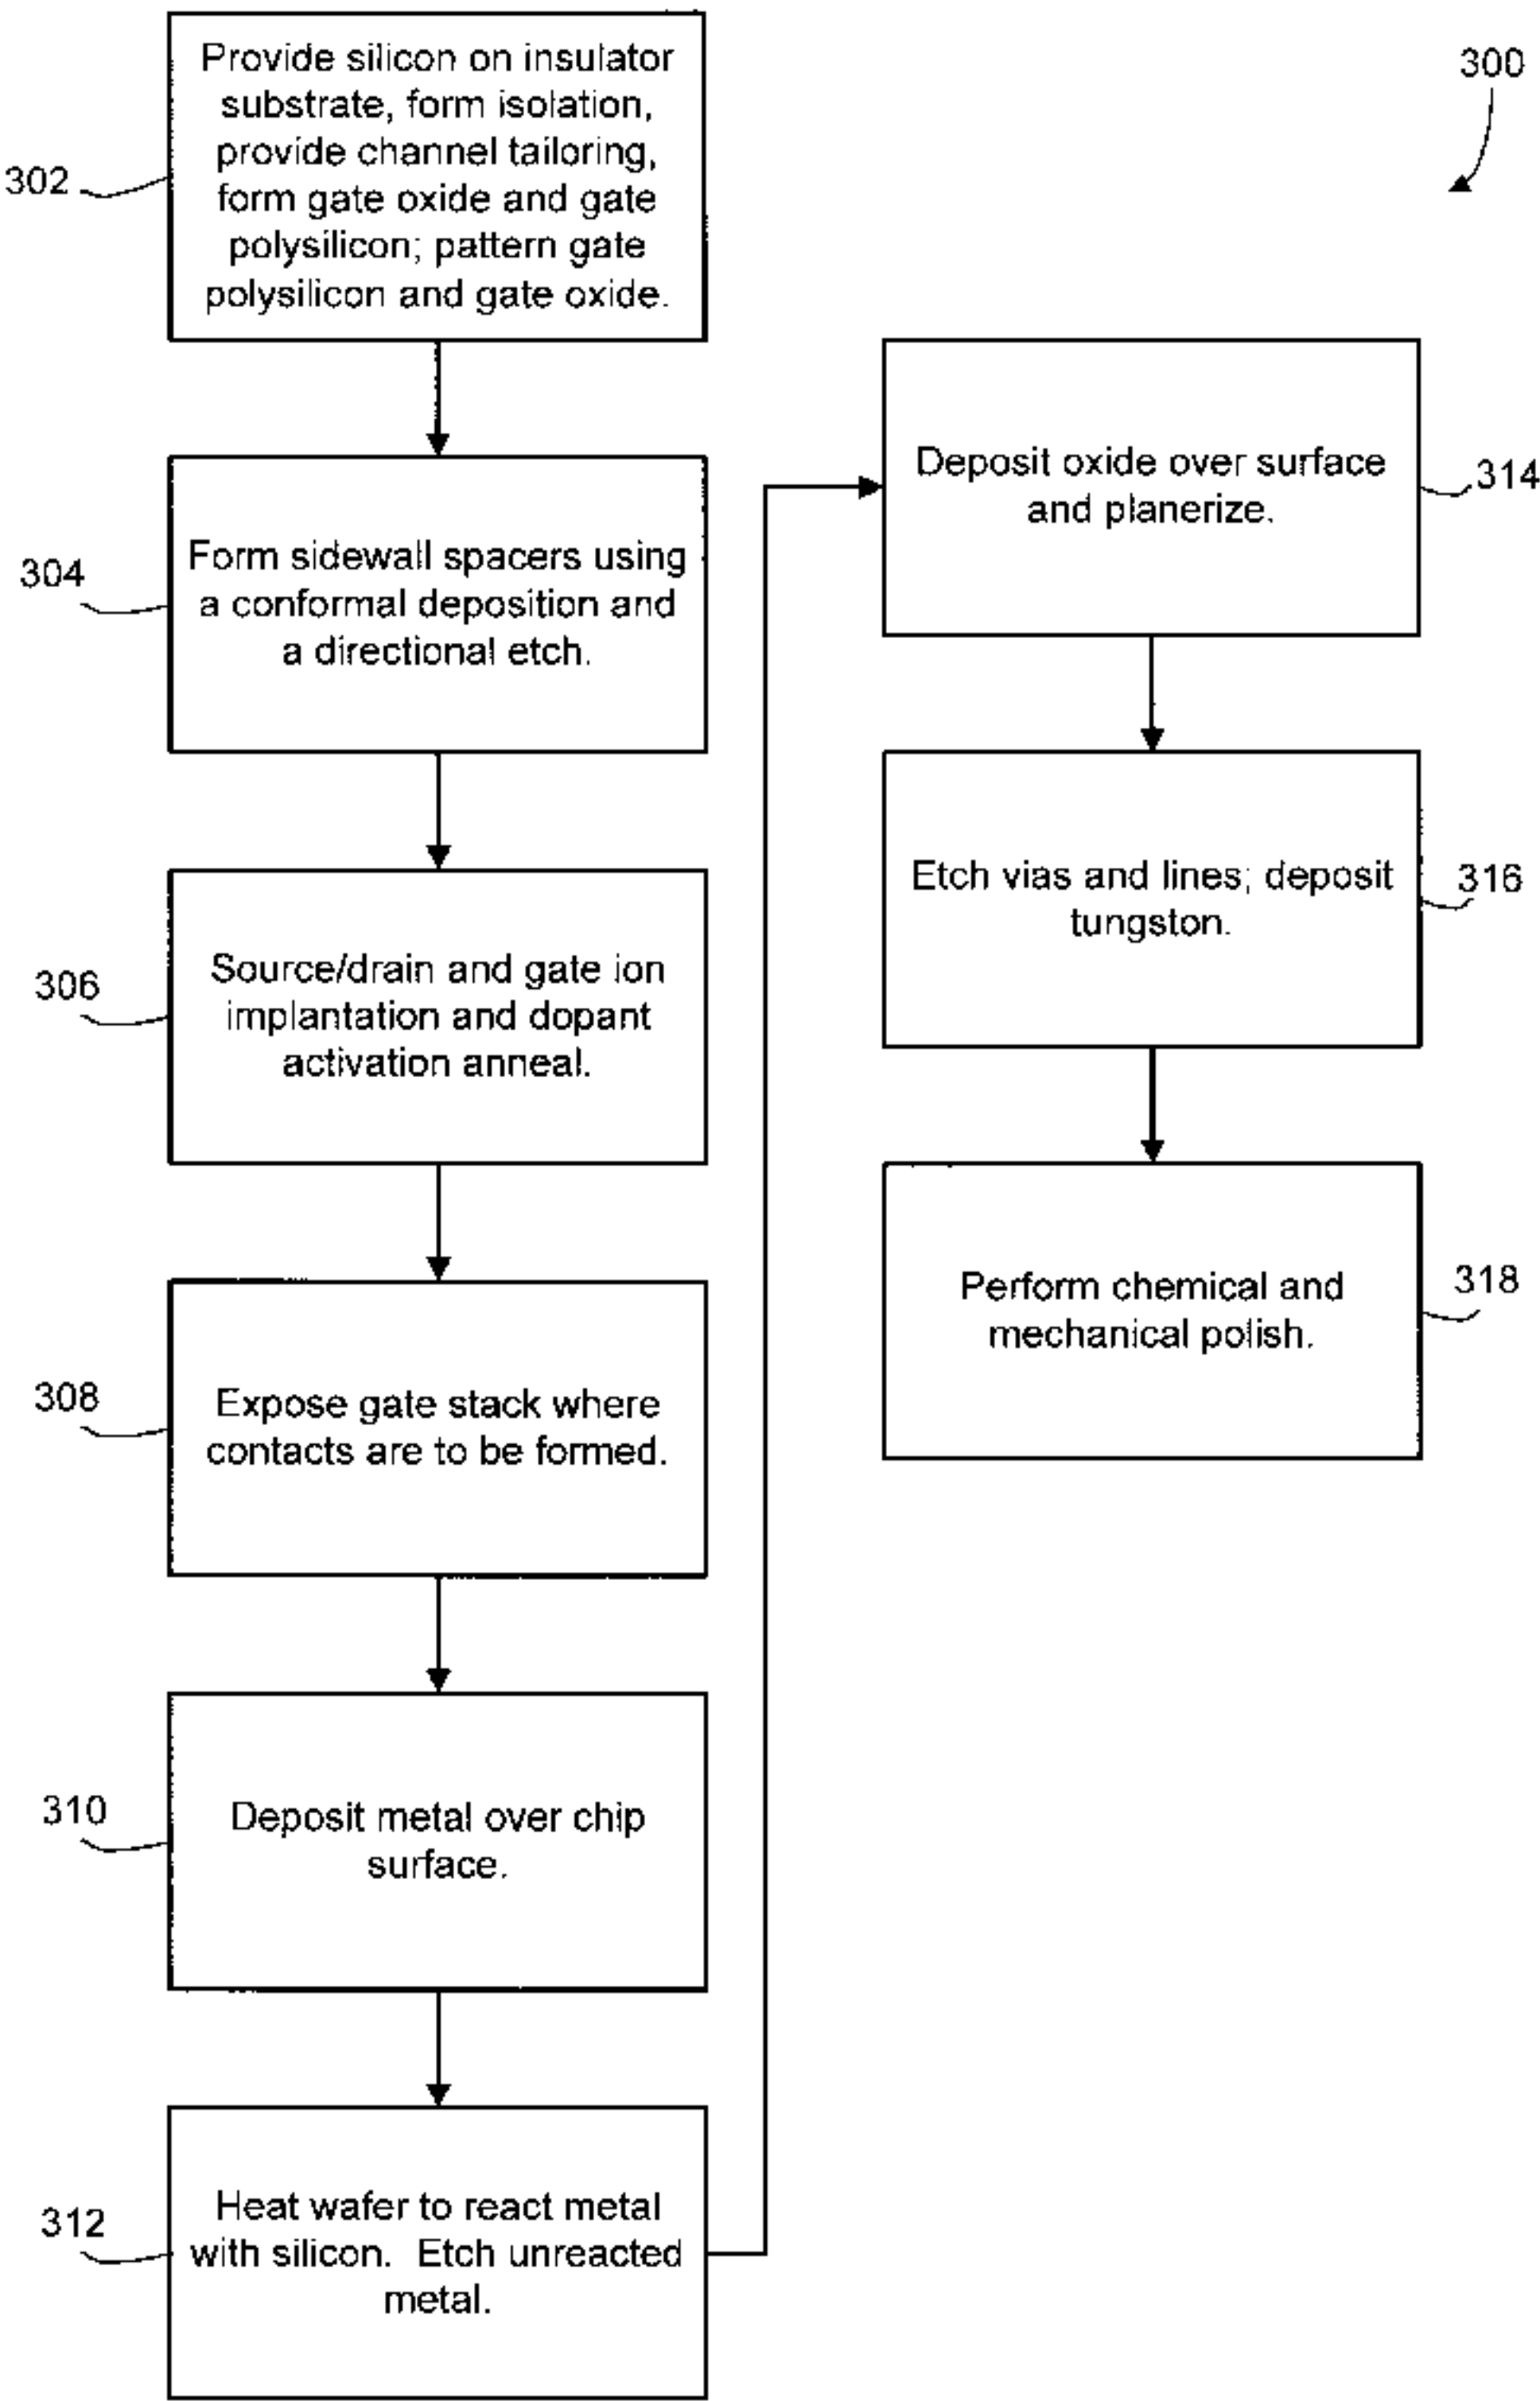 300
302
Provide silicon on insulator
substrate, form isolation,
provide channel tailoring,
form gate oxide and gate
polysilicon; pattern gate
polysilicon and gate oxide.
304
Form sidewall spacers using
a conformal deposition and
a directional etch.
306
Source/drain and gate ion
implantation and dopant
activation anneal.
308
Expose gate stack where
contacts are to be formed.
310
Deposit metal over chip
surface.
312
Heat wafer to react metal
with silicon. Etch unreacted
metal.
Deposit oxide over surface
and planerize.
314
Etch vias and lines; deposit
tungston.
316
Perform chemical and
mechanical polish.
318